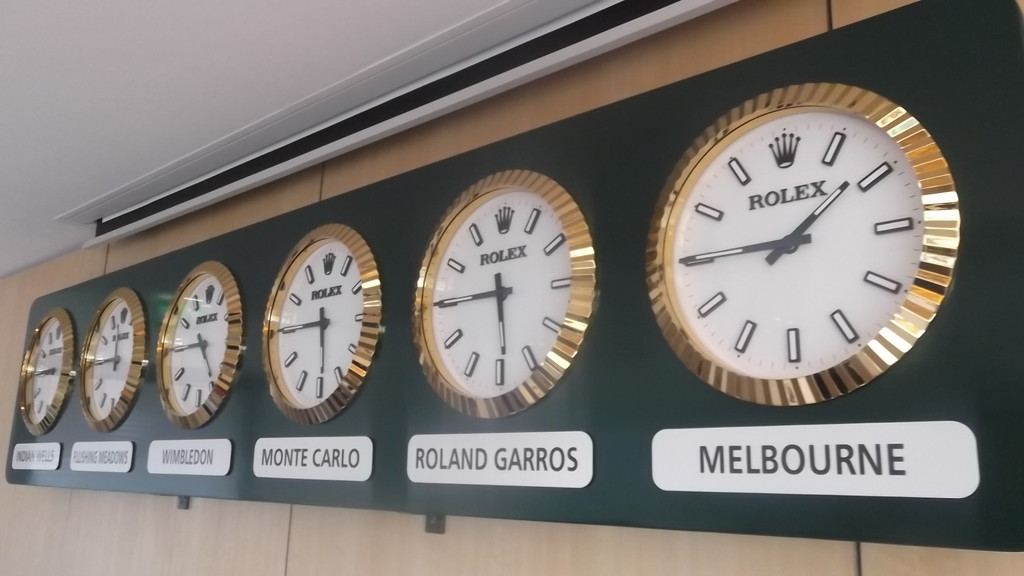 ROLEX
ROLEX
ROLEX
ROLEX
INDIAN WELLS
FLUSHING MEADOWS
WIMBLEDON
MONTE CARLO
ROLAND GARROS
MELBOURNE